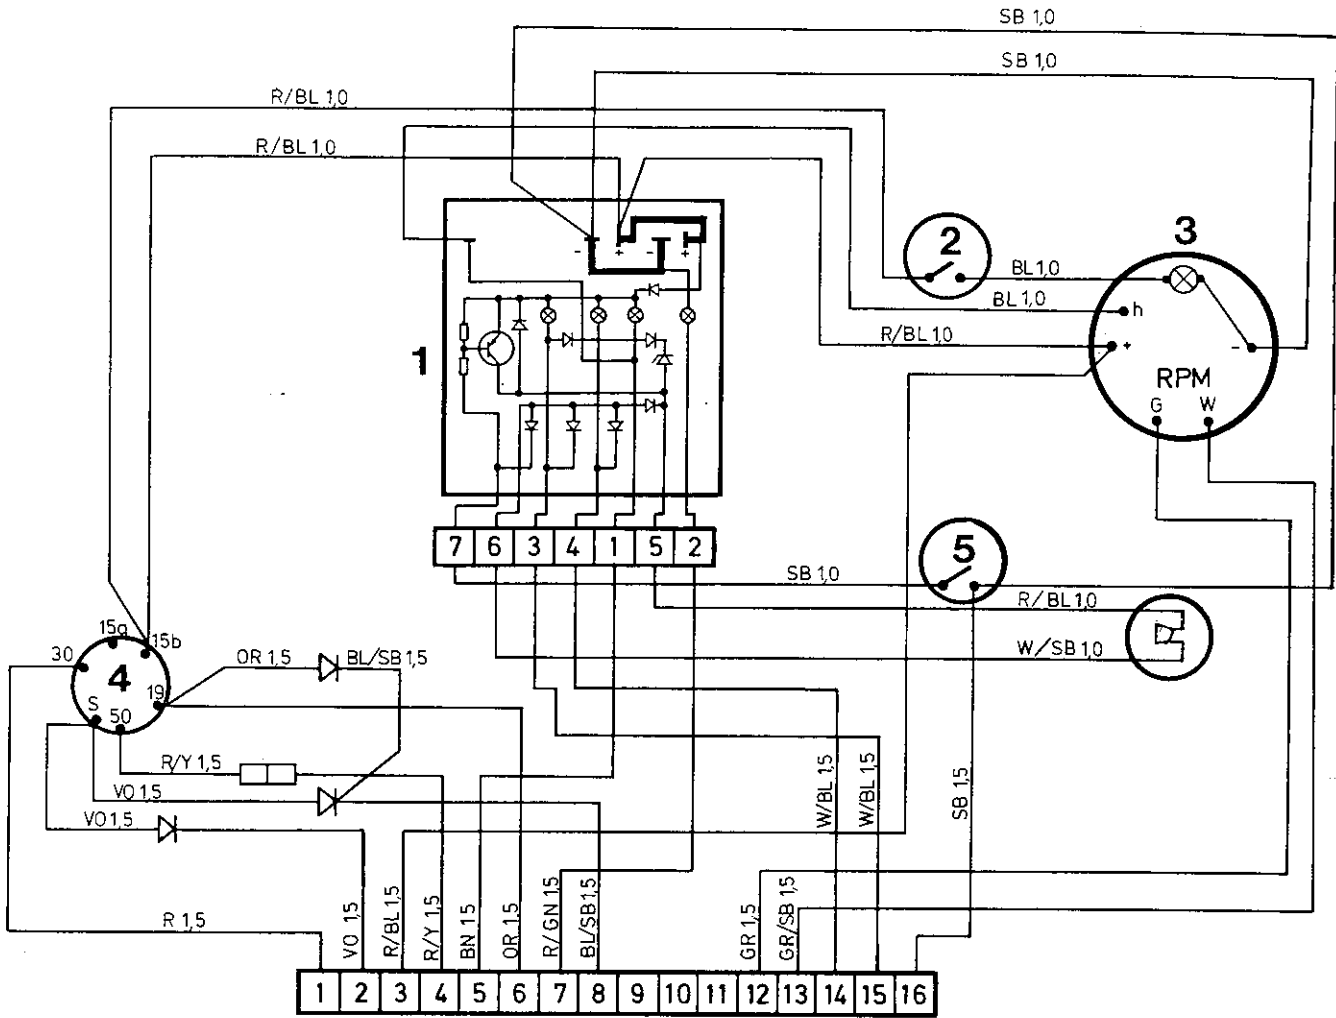 SB 1,0
SB 1,0
R/BL 1,0
R/BL 1,0
2
3
BL 1,0
BL 1,0
h
R/BL 1,0
+
-
RPM
G W
- + - +
1
7 6 3 4 1 5 2
SB 1,0
5
R/BL 1,0
W/SB 1,0
15a
15b
30
4
19
S
50
OR 1,5
BL/SB 1,5
R/Y 1,5
VO 1,5
VO 1,5
W/BL 1,5
W/BL 1,5
SB 1,5
R 1,5
VO 1,5
R/BL 1,5
R/Y 1,5
BN 1 5
OR 1,5
R/GN 1,5
BL/SB 1,5
GR 1,5
GR/SB 1,5
1 2 3 4 5 6 7 8 9 10 11 12 13 14 15 16